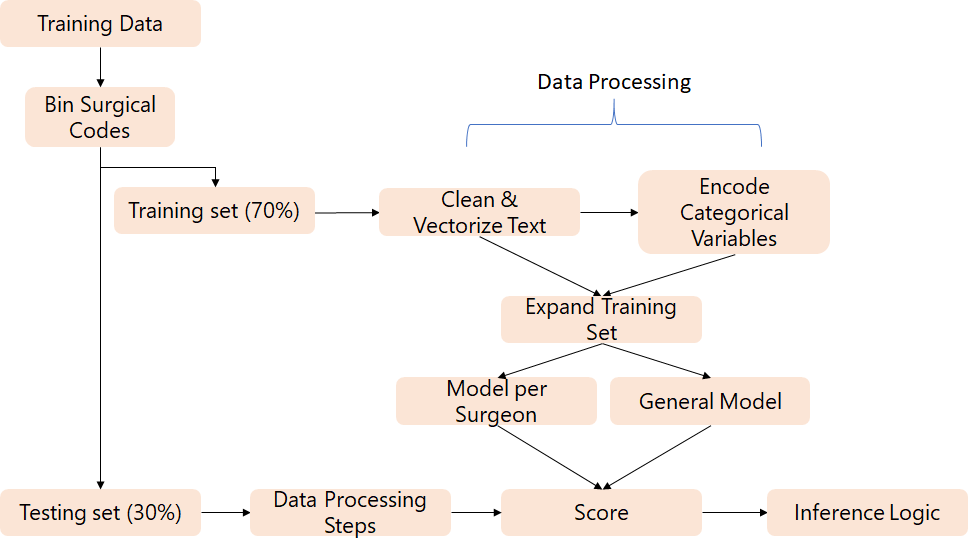 Training Data
Bin Surgical
Codes
Data Processing
Training set (70%)
Clean &
Vectorize Text
Encode
Categorical
Variables
Expand Training
Set
Model per
Surgeon
General Model
Testing set (30%)
Data Processing
Steps
Score
Inference Logic